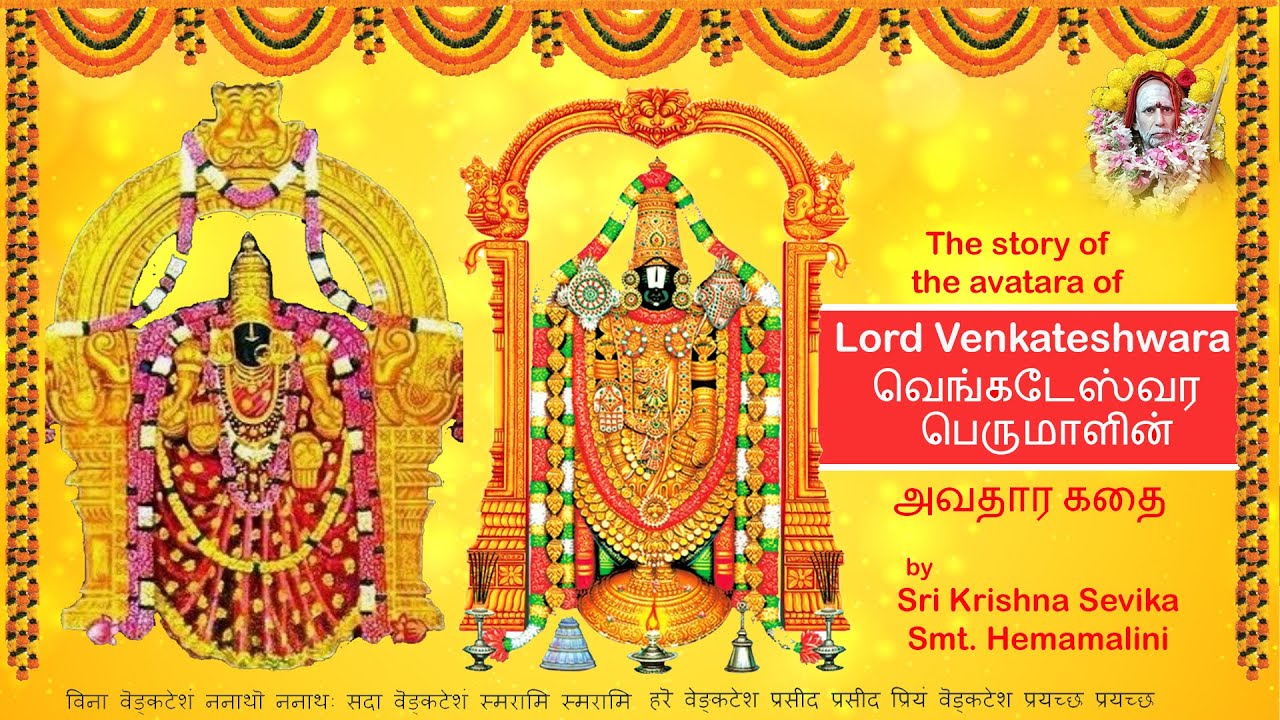 The story of
the avatara of
Lord Venkateshwara
வெங்கடேஸ்வர
பெருமாளின்
அவதார கதை
by
Sri Krishna Sevika
Smt. Hemamalini
विना वॆङ्कटेशं ननाथॊ ननाथः सदा वॆङ्कटेशं स्मरामि स्मरामि हरॆ वेङ्कटेश प्रसीद प्रसीद प्रियं वॆङ्कटेश प्रयच्छ प्रयच्छ